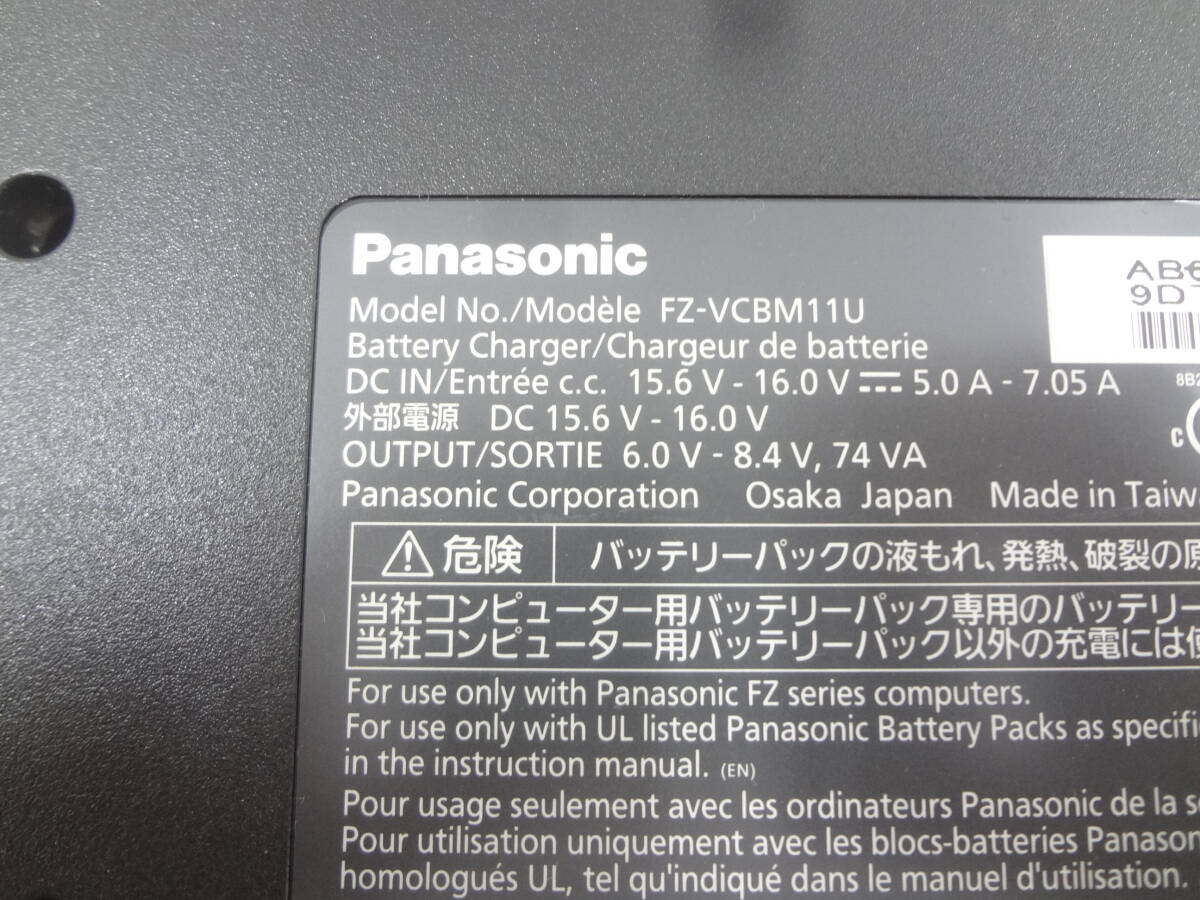 Panasonic
Model No./Modèle FZ-VCBM11U
Battery Charger/Chargeur de batterie
DC IN/Entrée c.c. 15.6 V - 16.0 V ⎓ 5.0 A - 7.05 A
外部電源 DC 15.6 V - 16.0 V
OUTPUT/SORTIE 6.0 V - 8.4 V, 74 VA
Panasonic Corporation Osaka Japan Made in
⚠ 危険 バッテリーパックの液もれ、発熱、破裂の
当社コンピューター用バッテリーパック専用のバッテリー
当社コンピューター用バッテリーパック以外の充電には
For use only with Panasonic FZ series computers.
For use only with UL listed Panasonic Battery Packs as
in the instruction manual. (EN)
Pour usage seulement avec les ordinateurs Panasonic de la
Pour utilisation uniquement avec les blocs-batteries
homologués UL, tel qu'indiqué dans le manuel d'utilisation.